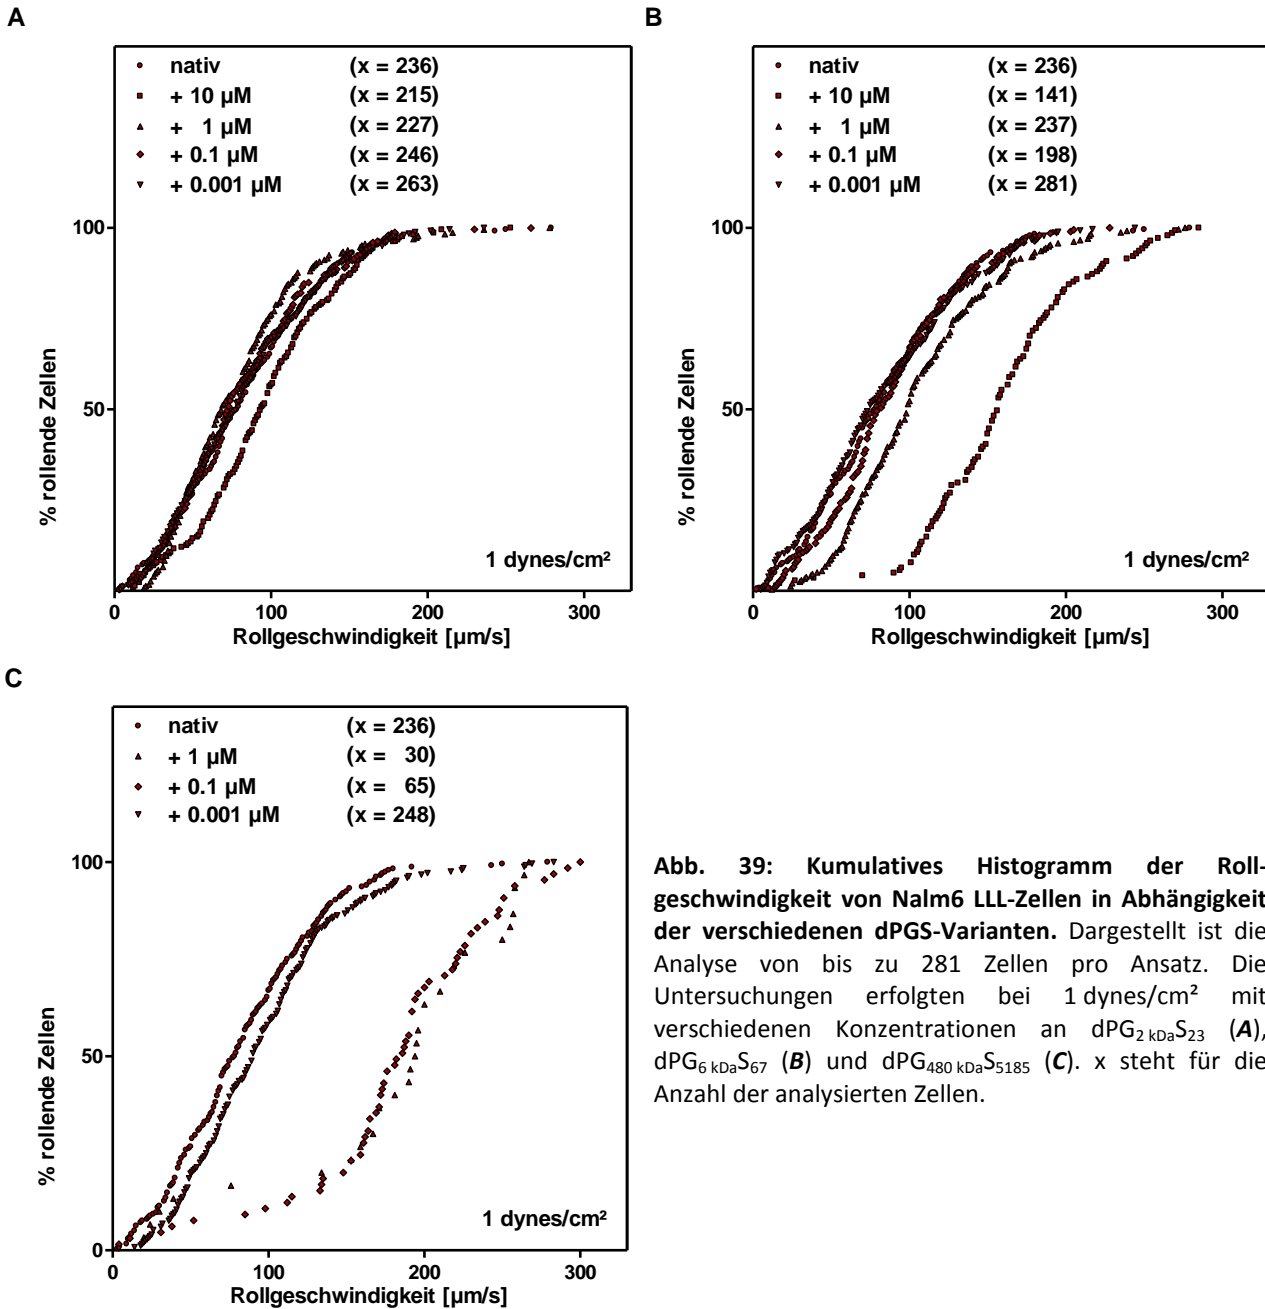 A
nativ (x = 236)
+ 10 µM (x = 215)
+ 1 µM (x = 227)
+ 0.1 µM (x = 246)
+ 0.001 µM (x = 263)
100
50
% rollende Zellen
1 dynes/cm²
0 100 200 300
Rollgeschwindigkeit [µm/s]
B
nativ (x = 236)
+ 10 µM (x = 141)
+ 1 µM (x = 237)
+ 0.1 µM (x = 198)
+ 0.001 µM (x = 281)
100
50
% rollende Zellen
1 dynes/cm²
0 100 200 300
Rollgeschwindigkeit [µm/s]
C
nativ (x = 236)
+ 1 µM (x = 30)
+ 0.1 µM (x = 65)
+ 0.001 µM (x = 248)
100
50
0
% rollende Zellen
1 dynes/cm²
0 100 200 300
Rollgeschwindigkeit [µm/s]
Abb. 39: Kumulatives Histogramm der Roll-
geschwindigkeit von Nalm6 LLL-Zellen in Abhängigkeit
der verschiedenen dPGS-Varianten. Dargestellt ist die
Analyse von bis zu 281 Zellen pro Ansatz. Die
Untersuchungen erfolgten bei 1 dynes/cm² mit
verschiedenen Konzentrationen an dPG2 kDaS23 (A),
dPG6 kDaS67 (B) und dPG480 kDaS5185 (C). x steht für die
Anzahl der analysierten Zellen.